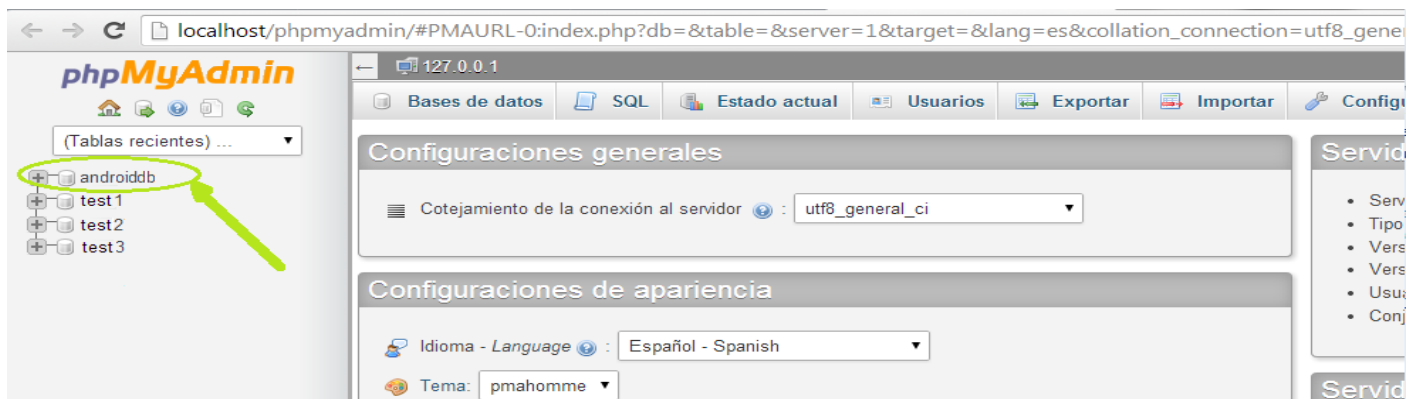 localhost/phpmyadmin/#PMAURL-0:index.php?db=&table=&server=1&target=&lang=es&collation_connection=utf8_gene
phpMyAdmin
(Tablas recientes) ...
androiddb
test1
test2
test3
127.0.0.1
Bases de datos SQL Estado actual Usuarios Exportar Importar Config
Configuraciones generales
Cotejamiento de la conexión al servidor : utf8_general_ci
Configuraciones de apariencia
Idioma - Language : Español - Spanish
Tema: pmahomme
Servid
Serv
Tipo
Vers
Vers
Usua
Conj
Servid